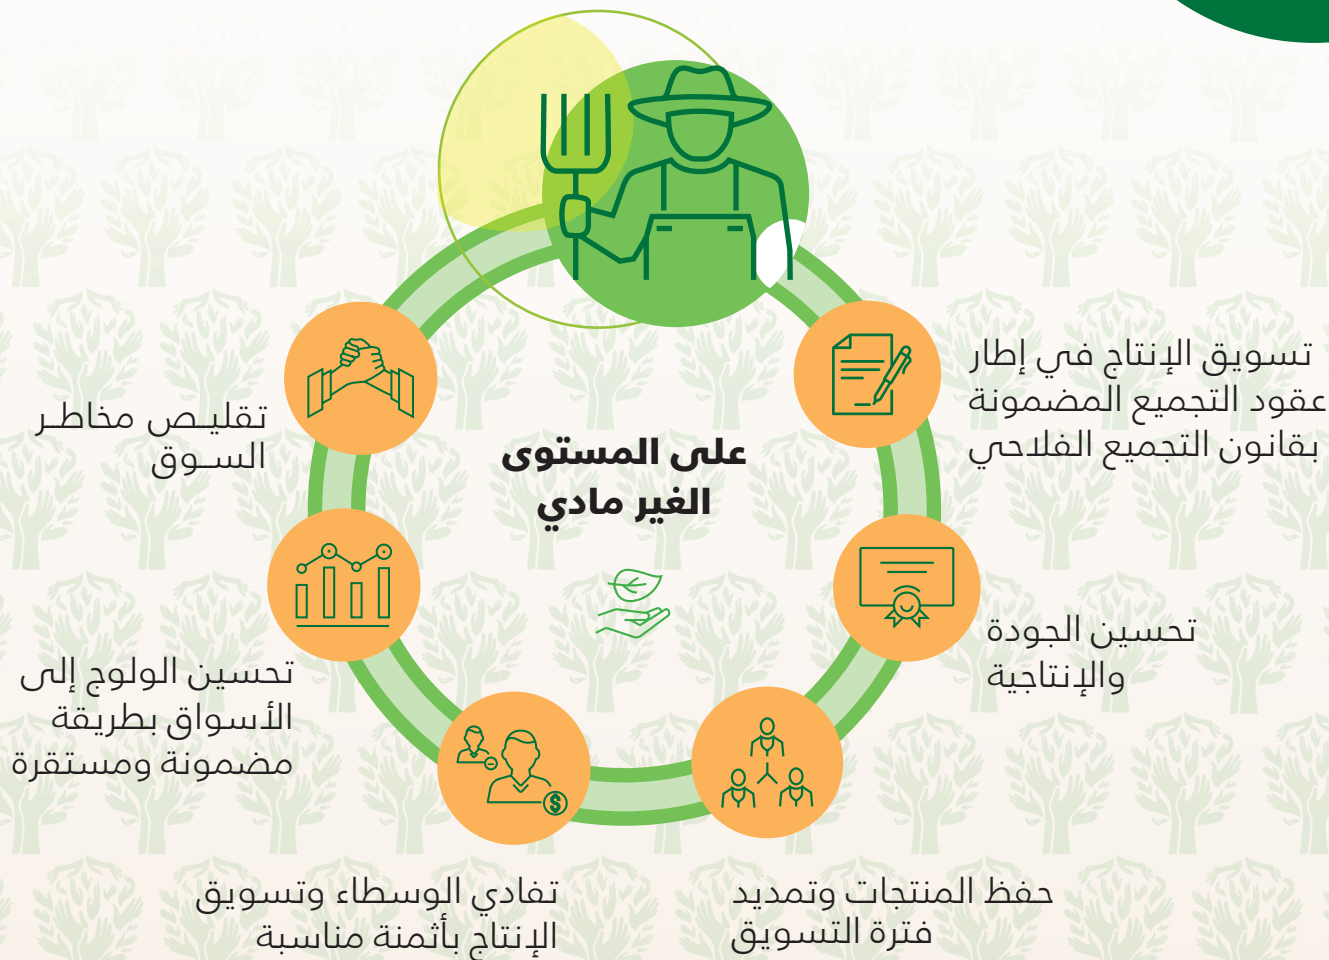 على المستوى
الغير مادي
تسويق الإنتاج في إطار
عقود التجميع المضمونة
بقانون التجميع الفلاحي
تحسين الجودة
والإنتاجية
حفظ المنتجات وتمديد
فترة التسويق
تفادي الوسطاء وتسويق
الإنتاج بأثمنة مناسبة
تحسين الولوج إلى
الأسواق بطريقة
مضمونة ومستقرة
تقليص مخاطر
السوق
$